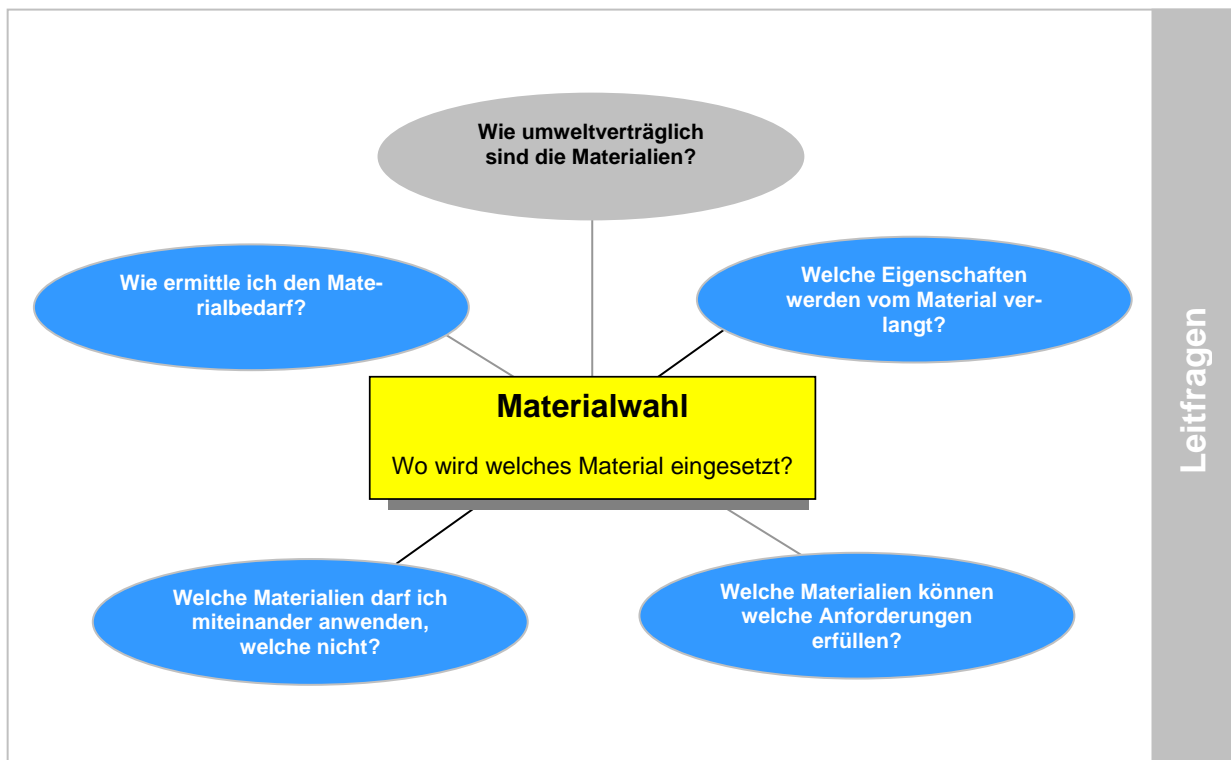 Wie umweltverträglich
sind die Materialien?
Wie ermittle ich den Mate-
rialbedarf?
Welche Eigenschaften
werden vom Material ver-
langt?
Materialwahl
Wo wird welches Material eingesetzt?
Welche Materialien darf ich
miteinander anwenden,
welche nicht?
Welche Materialien können
welche Anforderungen
erfüllen?
Leitfragen